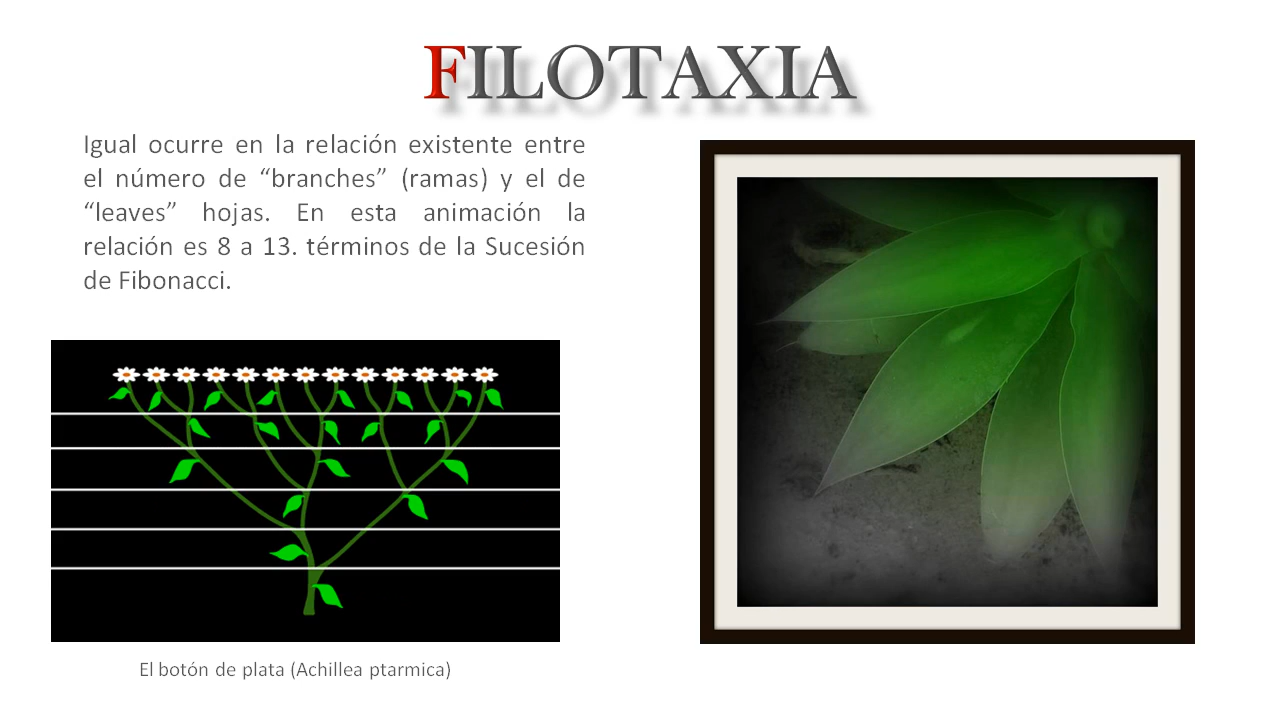 FILOTAXIA
Igual ocurre en la relación existente entre
el número de “branches” (ramas) y el de
“leaves” hojas. En esta animación la
relación es 8 a 13. términos de la Sucesión
de Fibonacci.
El botón de plata (Achillea ptarmica)